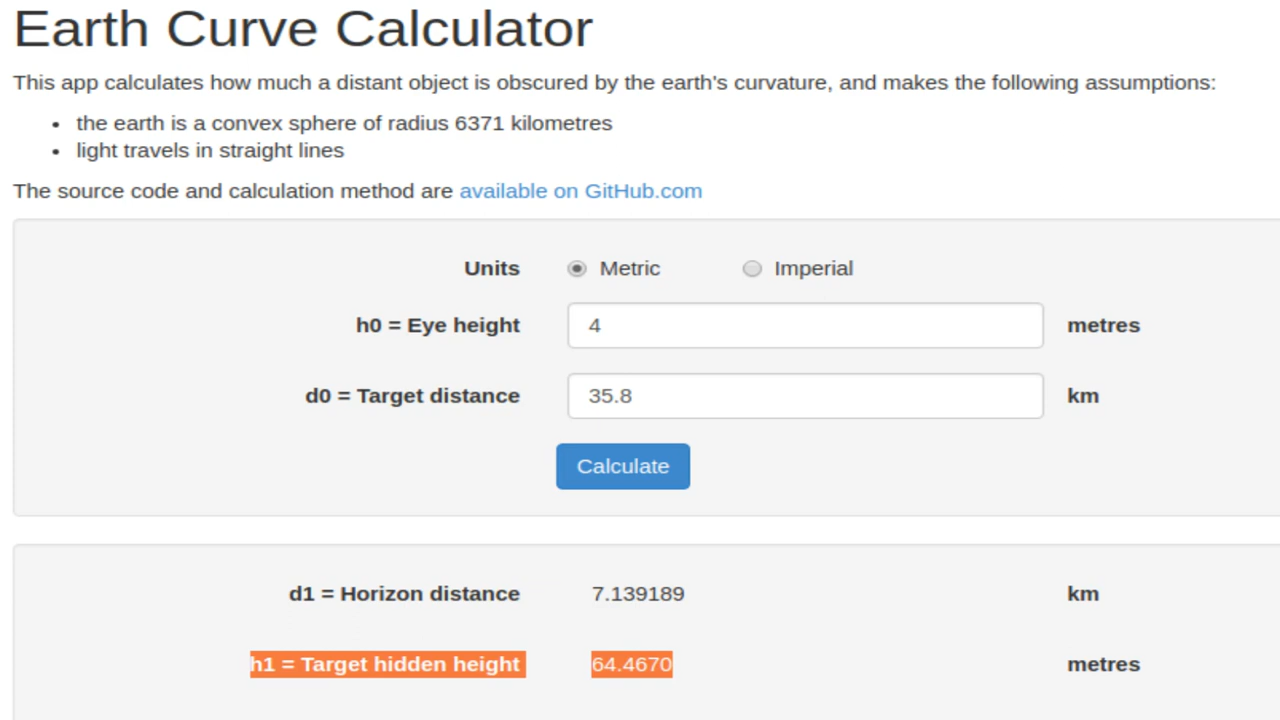 Earth Curve Calculator
This app calculates how much a distant object is obscured by the earth's curvature, and makes the following assumptions:
• the earth is a convex sphere of radius 6371 kilometres
• light travels in straight lines
The source code and calculation method are available on GitHub.com
Units Metric Imperial
h0 = Eye height 4 metres
d0 = Target distance 35.8 km
Calculate
d1 = Horizon distance 7.139189 km
h1 = Target hidden height 64.4670 metres